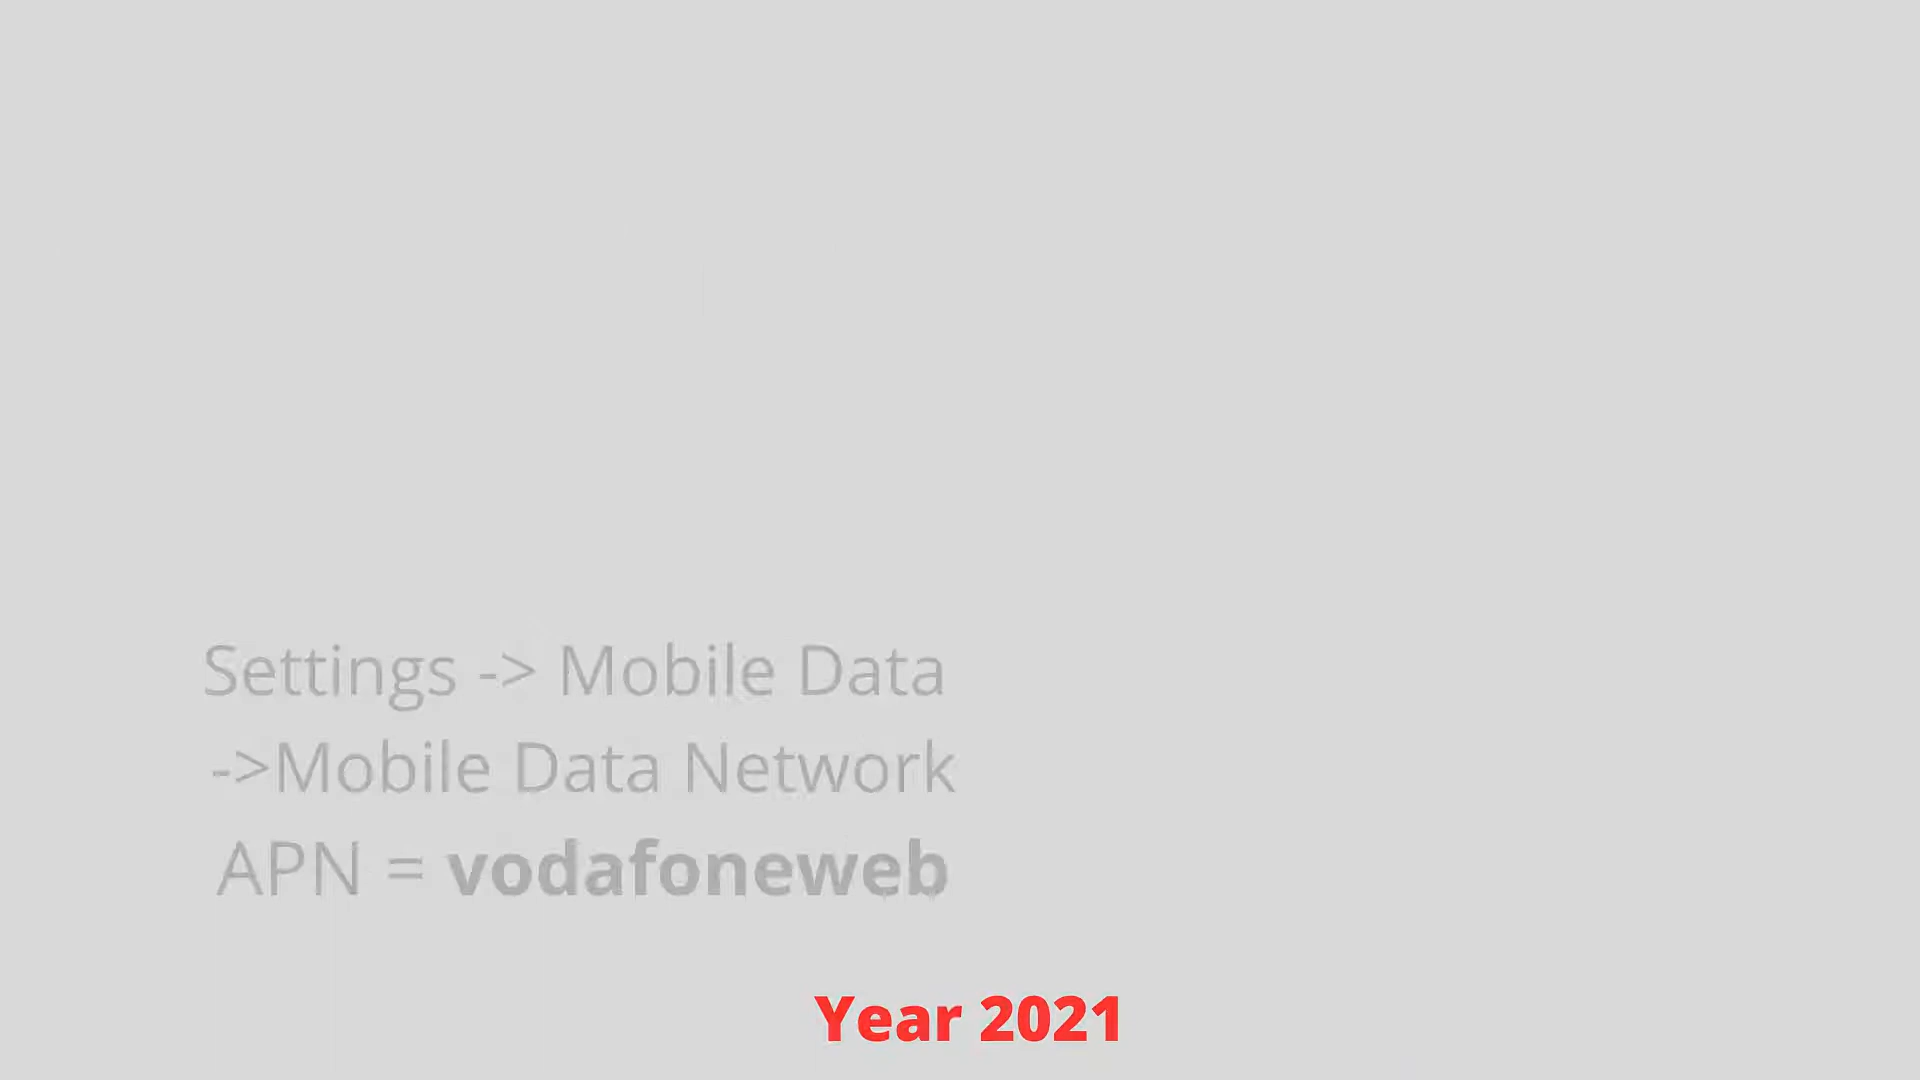 Settings -> Mobile Data
->Mobile Data Network
APN = vodafoneweb
Year 2021